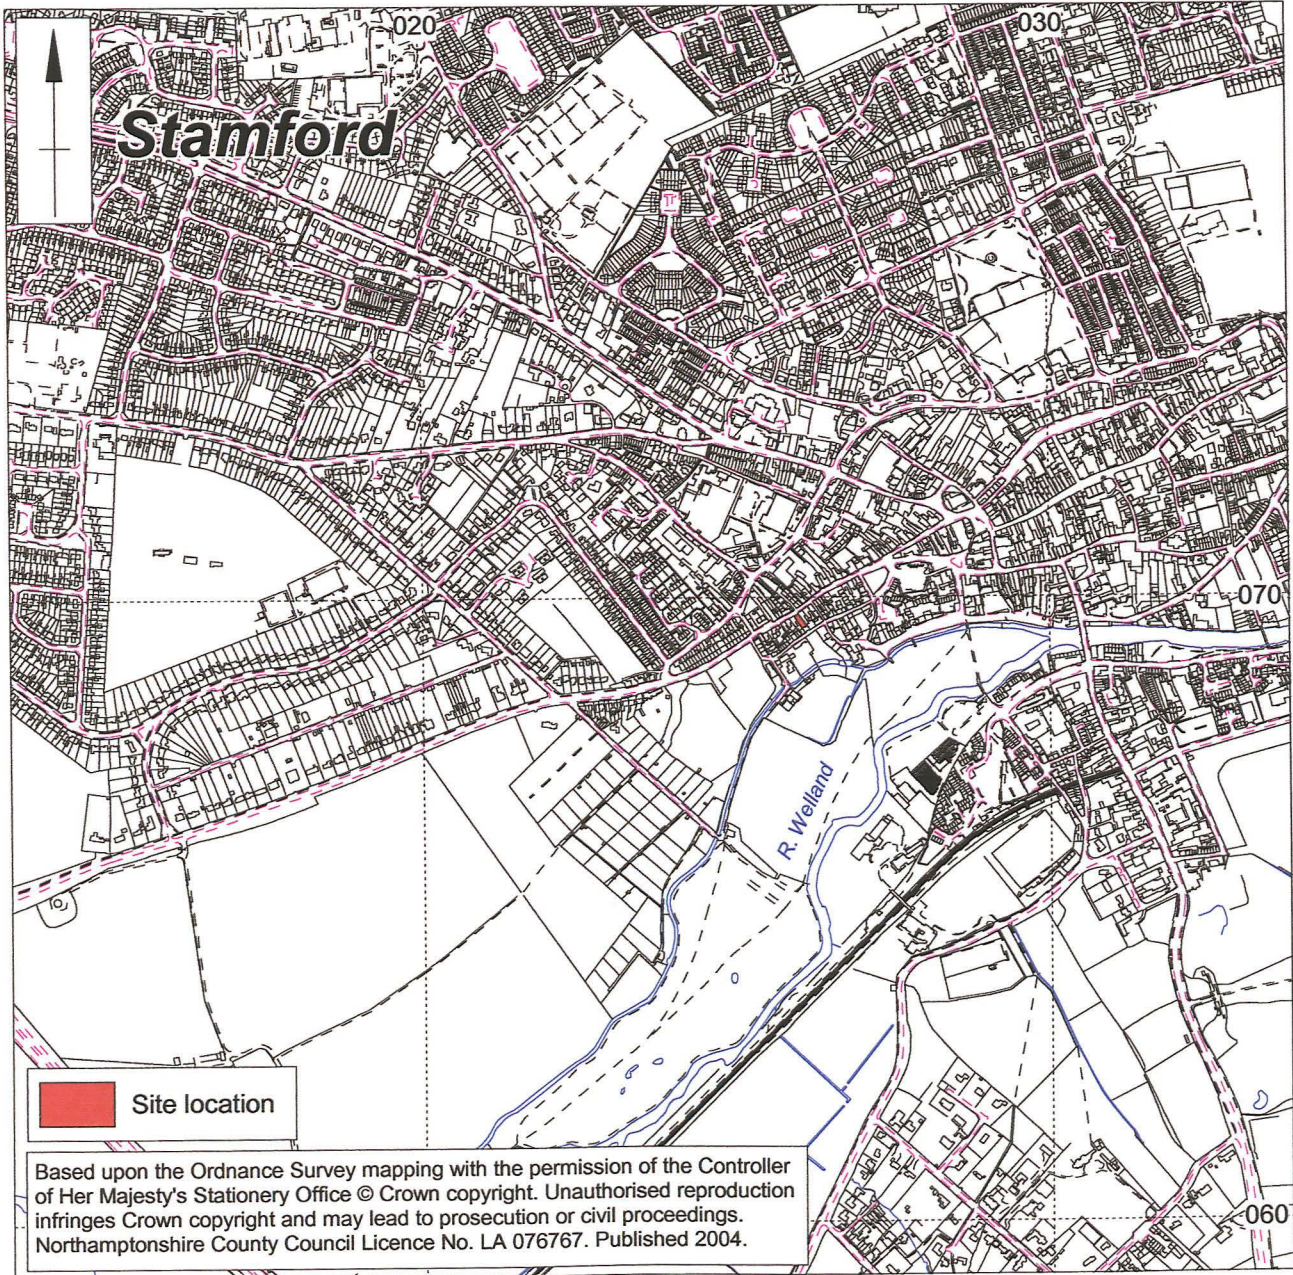 020
030
Stamford
070
R. Welland
Site location
060
Based upon the Ordnance Survey mapping with the permission of the Controller
of Her Majesty's Stationery Office © Crown copyright. Unauthorised reproduction
infringes Crown copyright and may lead to prosecution or civil proceedings.
Northamptonshire County Council Licence No. LA 076767. Published 2004.